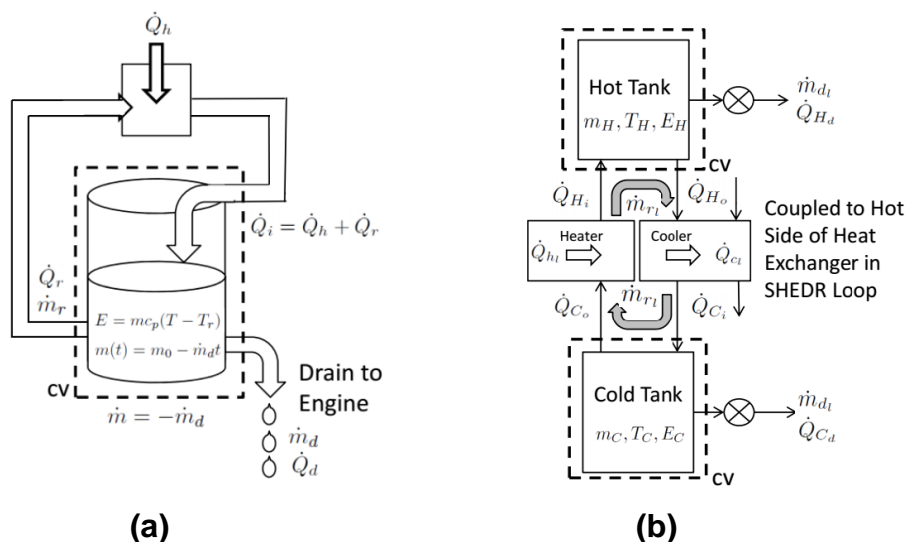 Q̇_h
Q̇_i = Q̇_h + Q̇_r
Q̇_r
ṁ_r
E = mc_p(T − T_r)
m(t) = m_0 − ṁ_d t
cv
ṁ = −ṁ_d
Drain to
Engine
ṁ_d
Q̇_d
(a)
Hot Tank
m_H, T_H, E_H
cv
ṁ_{d_l}
Q̇_{H_d}
Q̇_{H_i}
ṁ_{r_l}
Q̇_{H_o}
Heater
Q̇_{h_l}
Cooler
Q̇_{c_l}
Coupled to Hot
Side of Heat
Exchanger in
SHEDR Loop
Q̇_{C_o}
ṁ_{r_l}
Q̇_{C_i}
Cold Tank
m_C, T_C, E_C
cv
ṁ_{d_l}
Q̇_{C_d}
(b)